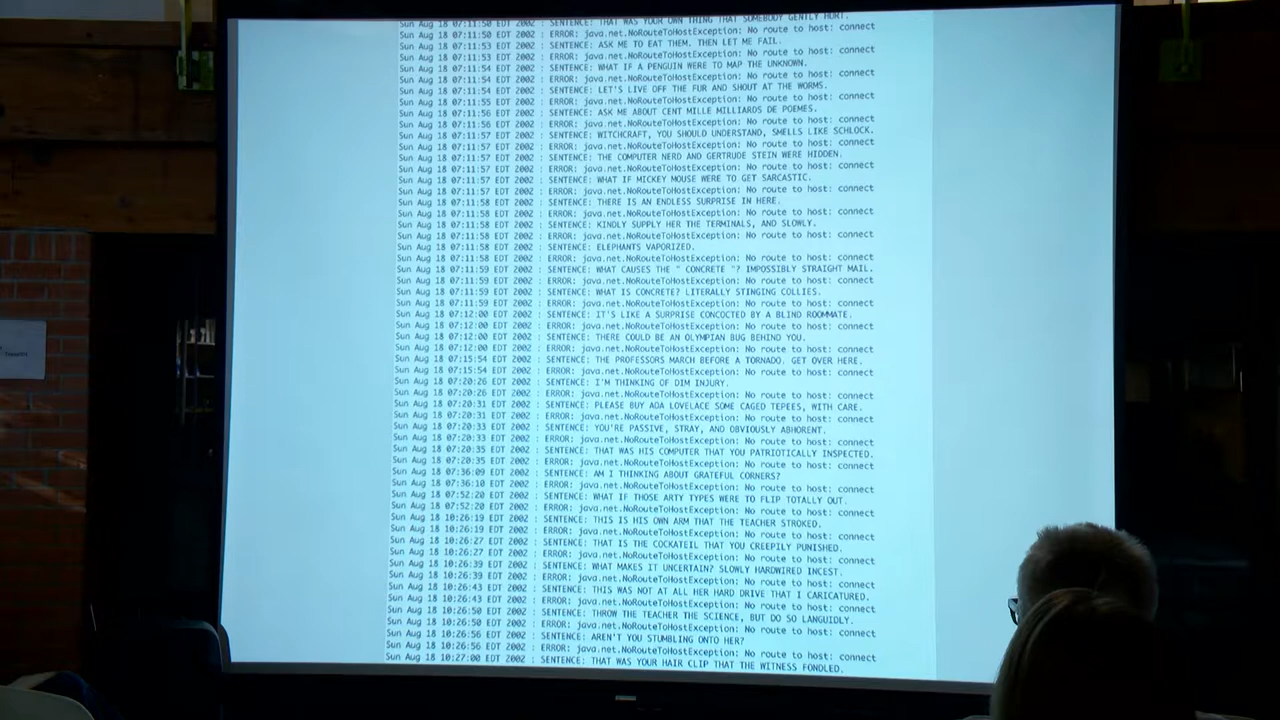 Sun Aug 18 07:11:50 EDT 2002 : SENTENCE: THAT WAS YOUR OWN THING THAT SOMEBODY GENTLY HURT.
Sun Aug 18 07:11:50 EDT 2002 : ERROR: java.net.NoRouteToHostException: No route to host: connect
Sun Aug 18 07:11:53 EDT 2002 : SENTENCE: ASK ME TO EAT THEM. THEN LET ME FAIL.
Sun Aug 18 07:11:53 EDT 2002 : ERROR: java.net.NoRouteToHostException: No route to host: connect
Sun Aug 18 07:11:54 EDT 2002 : SENTENCE: WHAT IF A PENGUIN WERE TO MAP THE UNKNOWN.
Sun Aug 18 07:11:54 EDT 2002 : ERROR: java.net.NoRouteToHostException: No route to host: connect
Sun Aug 18 07:11:54 EDT 2002 : SENTENCE: LET'S LIVE OFF THE FUR AND SHOUT AT THE WORMS.
Sun Aug 18 07:11:55 EDT 2002 : ERROR: java.net.NoRouteToHostException: No route to host: connect
Sun Aug 18 07:11:56 EDT 2002 : SENTENCE: ASK ME ABOUT CENT MILLE MILLIARDS DE POEMES.
Sun Aug 18 07:11:56 EDT 2002 : ERROR: java.net.NoRouteToHostException: No route to host: connect
Sun Aug 18 07:11:57 EDT 2002 : SENTENCE: WITCHCRAFT, YOU SHOULD UNDERSTAND, SMELLS LIKE SCHLOCK.
Sun Aug 18 07:11:57 EDT 2002 : ERROR: java.net.NoRouteToHostException: No route to host: connect
Sun Aug 18 07:11:57 EDT 2002 : SENTENCE: THE COMPUTER NERD AND GERTRUDE STEIN WERE HIDDEN.
Sun Aug 18 07:11:57 EDT 2002 : ERROR: java.net.NoRouteToHostException: No route to host: connect
Sun Aug 18 07:11:57 EDT 2002 : SENTENCE: WHAT IF MICKEY MOUSE WERE TO GET SARCASTIC.
Sun Aug 18 07:11:57 EDT 2002 : ERROR: java.net.NoRouteToHostException: No route to host: connect
Sun Aug 18 07:11:58 EDT 2002 : SENTENCE: THERE IS AN ENDLESS SURPRISE IN HERE.
Sun Aug 18 07:11:58 EDT 2002 : ERROR: java.net.NoRouteToHostException: No route to host: connect
Sun Aug 18 07:11:58 EDT 2002 : SENTENCE: KINDLY SUPPLY HER THE TERMINALS, AND SLOWLY.
Sun Aug 18 07:11:58 EDT 2002 : ERROR: java.net.NoRouteToHostException: No route to host: connect
Sun Aug 18 07:11:58 EDT 2002 : SENTENCE: ELEPHANTS VAPORIZED.
Sun Aug 18 07:11:58 EDT 2002 : ERROR: java.net.NoRouteToHostException: No route to host: connect
Sun Aug 18 07:11:59 EDT 2002 : SENTENCE: WHAT CAUSES THE " CONCRETE "? IMPOSSIBLY STRAIGHT MAIL.
Sun Aug 18 07:11:59 EDT 2002 : ERROR: java.net.NoRouteToHostException: No route to host: connect
Sun Aug 18 07:11:59 EDT 2002 : SENTENCE: WHAT IS CONCRETE? LITERALLY STINGING COLLIES.
Sun Aug 18 07:11:59 EDT 2002 : ERROR: java.net.NoRouteToHostException: No route to host: connect
Sun Aug 18 07:12:00 EDT 2002 : SENTENCE: IT'S LIKE A SURPRISE CONCOCTED BY A BLIND ROOMMATE.
Sun Aug 18 07:12:00 EDT 2002 : ERROR: java.net.NoRouteToHostException: No route to host: connect
Sun Aug 18 07:12:00 EDT 2002 : SENTENCE: THERE COULD BE AN OLYMPIAN BUG BEHIND YOU.
Sun Aug 18 07:12:00 EDT 2002 : ERROR: java.net.NoRouteToHostException: No route to host: connect
Sun Aug 18 07:15:54 EDT 2002 : SENTENCE: THE PROFESSORS MARCH BEFORE A TORNADO. GET OVER HERE.
Sun Aug 18 07:15:54 EDT 2002 : ERROR: java.net.NoRouteToHostException: No route to host: connect
Sun Aug 18 07:20:26 EDT 2002 : SENTENCE: I'M THINKING OF DIM INJURY.
Sun Aug 18 07:20:26 EDT 2002 : ERROR: java.net.NoRouteToHostException: No route to host: connect
Sun Aug 18 07:20:31 EDT 2002 : SENTENCE: PLEASE BUY ADA LOVELACE SOME CAGED TEPEES, WITH CARE.
Sun Aug 18 07:20:31 EDT 2002 : ERROR: java.net.NoRouteToHostException: No route to host: connect
Sun Aug 18 07:20:33 EDT 2002 : SENTENCE: YOU'RE PASSIVE, STRAY, AND OBVIOUSLY ABHORENT.
Sun Aug 18 07:20:33 EDT 2002 : ERROR: java.net.NoRouteToHostException: No route to host: connect
Sun Aug 18 07:20:35 EDT 2002 : SENTENCE: THAT WAS HIS COMPUTER THAT YOU PATRIOTICALLY INSPECTED.
Sun Aug 18 07:20:35 EDT 2002 : ERROR: java.net.NoRouteToHostException: No route to host: connect
Sun Aug 18 07:36:09 EDT 2002 : SENTENCE: AM I THINKING ABOUT GRATEFUL CORNERS?
Sun Aug 18 07:36:10 EDT 2002 : ERROR: java.net.NoRouteToHostException: No route to host: connect
Sun Aug 18 07:52:20 EDT 2002 : SENTENCE: WHAT IF THOSE ARTY TYPES WERE TO FLIP TOTALLY OUT.
Sun Aug 18 07:52:20 EDT 2002 : ERROR: java.net.NoRouteToHostException: No route to host: connect
Sun Aug 18 10:26:19 EDT 2002 : SENTENCE: THIS IS HIS OWN ARM THAT THE TEACHER STROKED.
Sun Aug 18 10:26:19 EDT 2002 : ERROR: java.net.NoRouteToHostException: No route to host: connect
Sun Aug 18 10:26:27 EDT 2002 : SENTENCE: THAT IS THE COCKATEIL THAT YOU CREEPILY PUNISHED.
Sun Aug 18 10:26:27 EDT 2002 : ERROR: java.net.NoRouteToHostException: No route to host: connect
Sun Aug 18 10:26:39 EDT 2002 : SENTENCE: WHAT MAKES IT UNCERTAIN? SLOWLY HARDWIRED INCEST.
Sun Aug 18 10:26:39 EDT 2002 : ERROR: java.net.NoRouteToHostException: No route to host: connect
Sun Aug 18 10:26:43 EDT 2002 : SENTENCE: THIS WAS NOT AT ALL HER HARD DRIVE THAT I CARICATURED.
Sun Aug 18 10:26:43 EDT 2002 : ERROR: java.net.NoRouteToHostException: No route to host: connect
Sun Aug 18 10:26:50 EDT 2002 : SENTENCE: THROW THE TEACHER THE SCIENCE, BUT DO SO LANGUIDLY.
Sun Aug 18 10:26:50 EDT 2002 : ERROR: java.net.NoRouteToHostException: No route to host: connect
Sun Aug 18 10:26:56 EDT 2002 : SENTENCE: AREN'T YOU STUMBLING ONTO HER?
Sun Aug 18 10:26:56 EDT 2002 : ERROR: java.net.NoRouteToHostException: No route to host: connect
Sun Aug 18 10:27:00 EDT 2002 : SENTENCE: THAT WAS YOUR HAIR CLIP THAT THE WITNESS FONDLED.